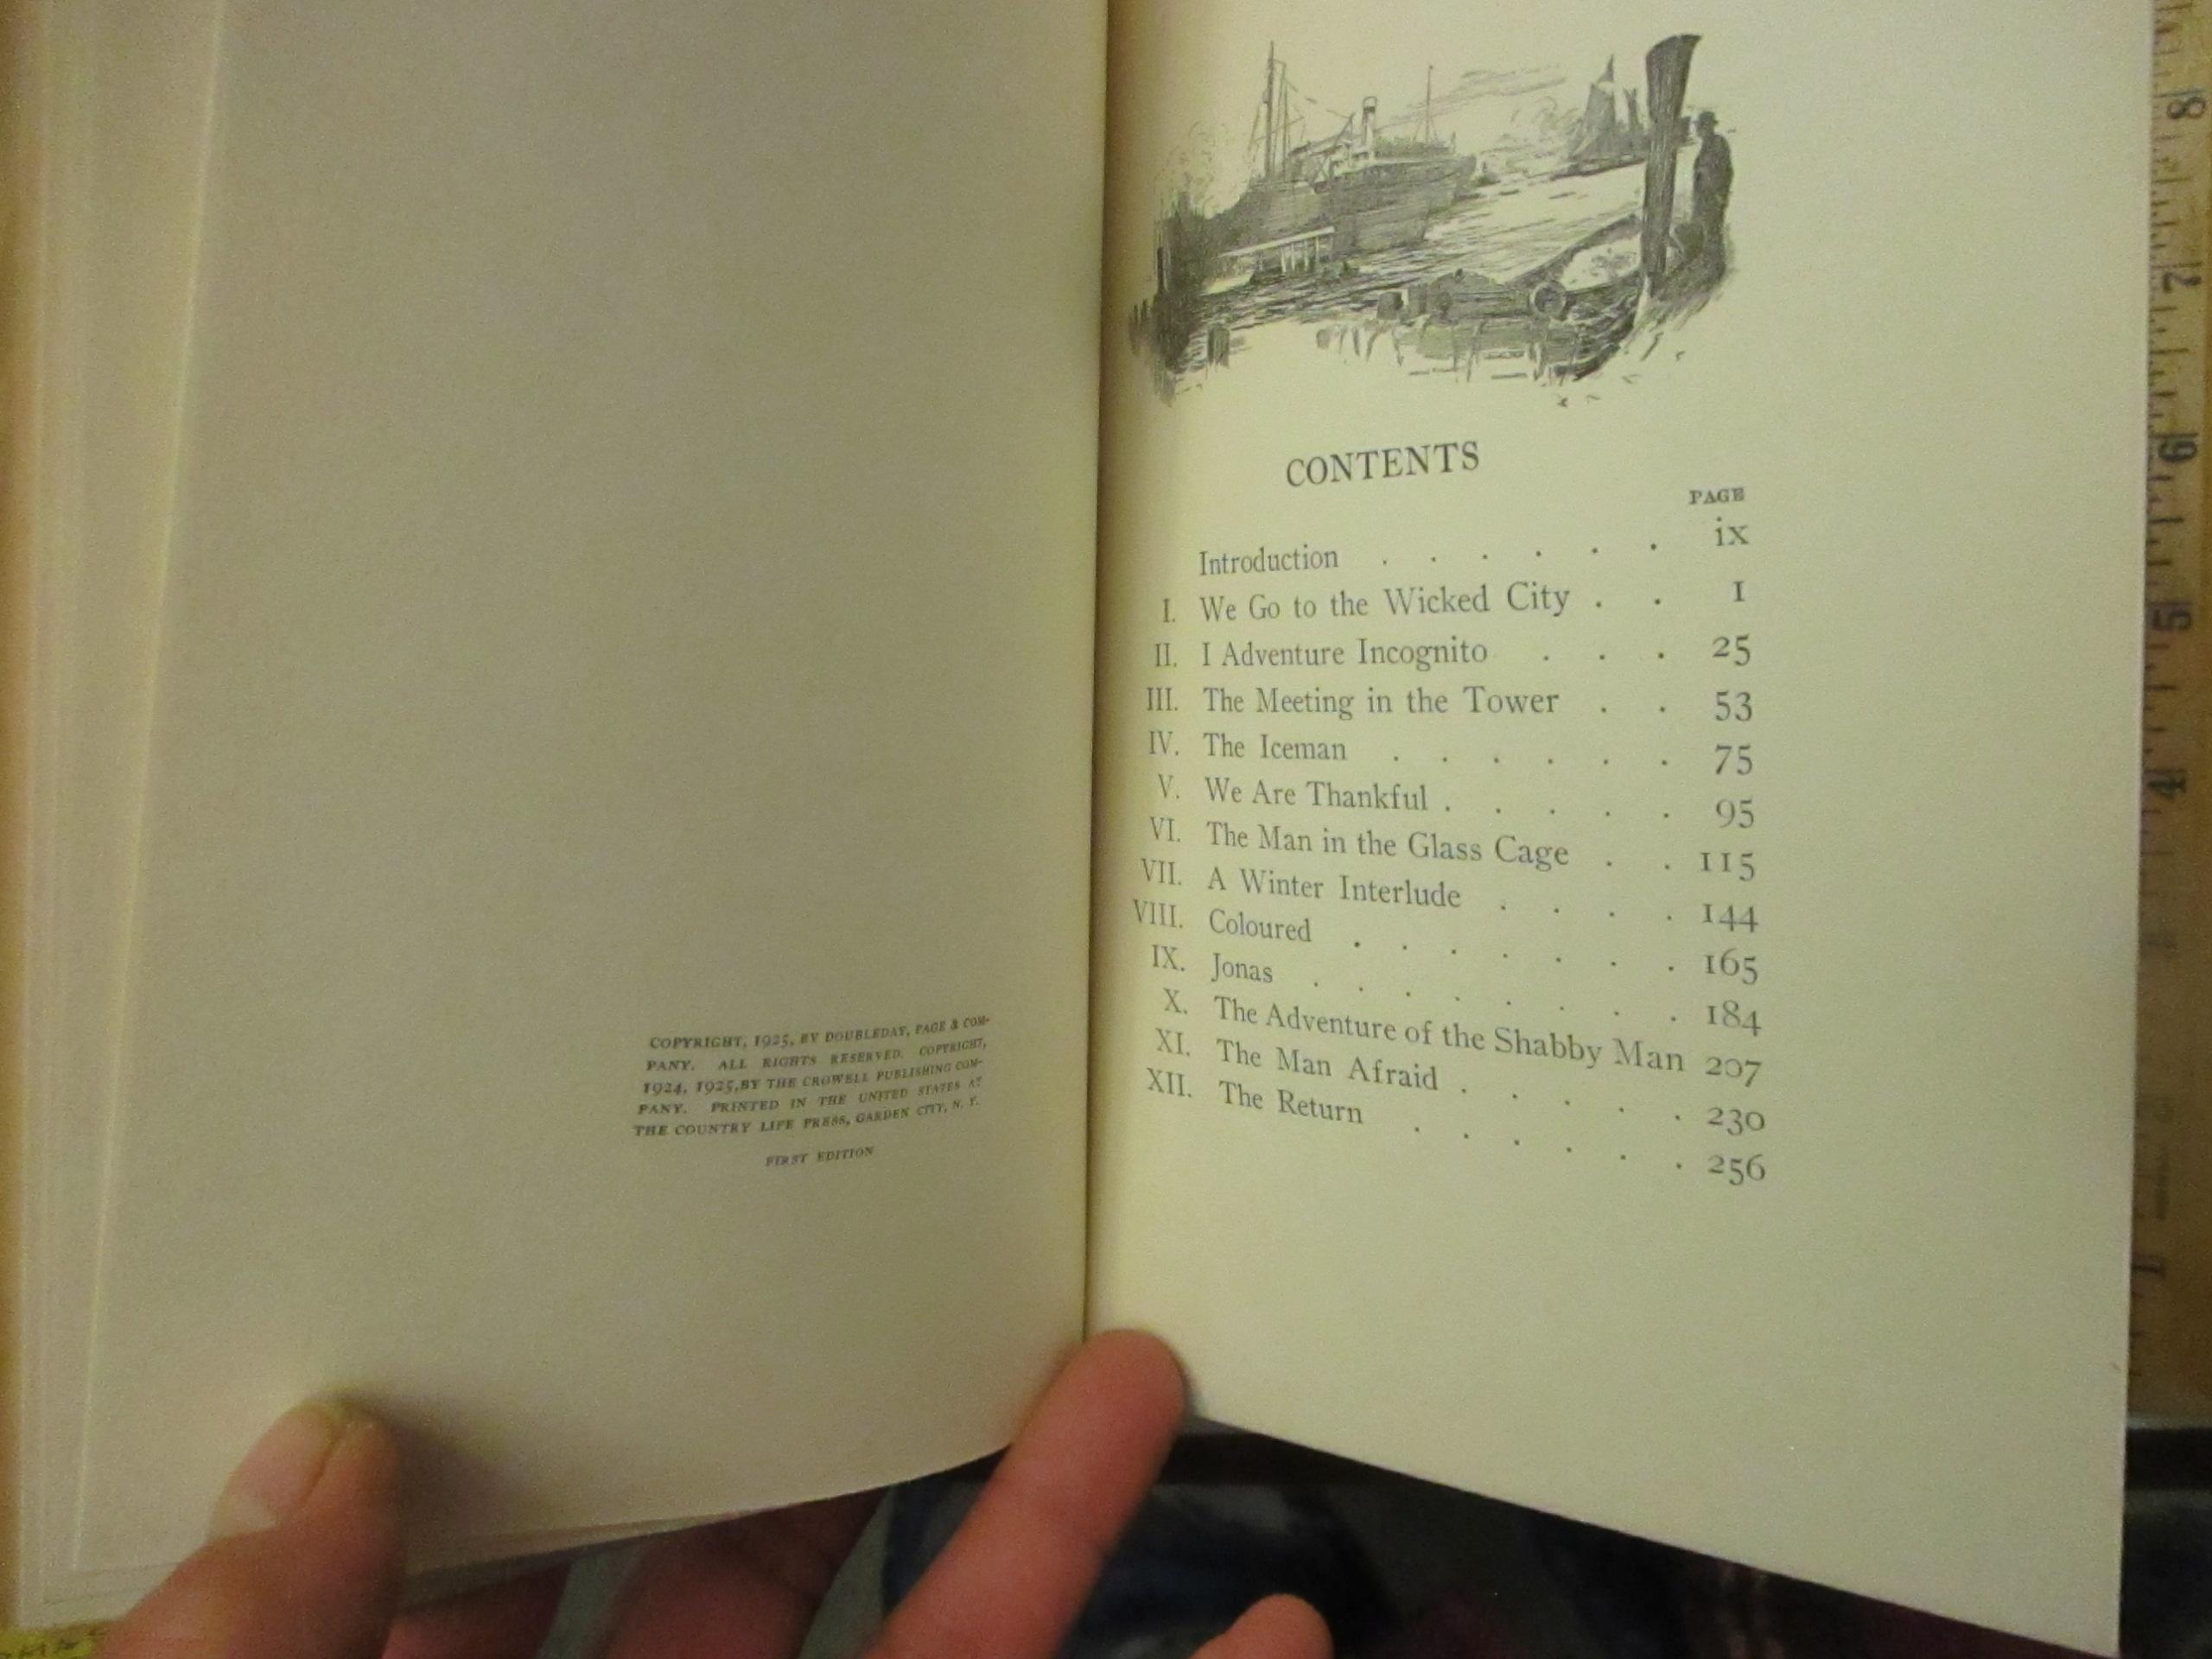 COPYRIGHT, 1925, BY DOUBLEDAY, PAGE & COM-
PANY. ALL RIGHTS RESERVED. COPYRIGHT,
1924, 1925, BY THE CROWELL PUBLISHING COM-
PANY. PRINTED IN THE UNITED STATES AT
THE COUNTRY LIFE PRESS, GARDEN CITY, N. Y.
FIRST EDITION
CONTENTS
PAGE
Introduction . . . . . . ix
I. We Go to the Wicked City . . 1
II. I Adventure Incognito . . . 25
III. The Meeting in the Tower . . 53
IV. The Iceman . . . . . . 75
V. We Are Thankful . . . . . 95
VI. The Man in the Glass Cage . . 115
VII. A Winter Interlude . . . . 144
VIII. Coloured . . . . . . . 165
IX. Jonas . . . . . . . 184
X. The Adventure of the Shabby Man 207
XI. The Man Afraid . . . . . 230
XII. The Return . . . . . . 256
8
7
6
5
4